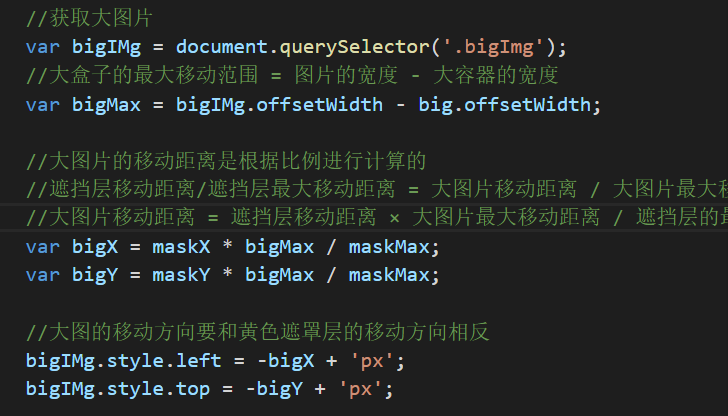 //获取大图片
var bigIMg = document.querySelector('.bigImg');
//大盒子的最大移动范围 = 图片的宽度 - 大容器的宽度
var bigMax = bigIMg.offsetWidth - big.offsetWidth;
//大图片的移动距离是根据比例进行计算的
//遮挡层移动距离/遮挡层最大移动距离 = 大图片移动距离 / 大图片最大移
//大图片移动距离 = 遮挡层移动距离 × 大图片最大移动距离 / 遮挡层的最
var bigX = maskX * bigMax / maskMax;
var bigY = maskY * bigMax / maskMax;
//大图的移动方向要和黄色遮罩层的移动方向相反
bigIMg.style.left = -bigX + 'px';
bigIMg.style.top = -bigY + 'px';